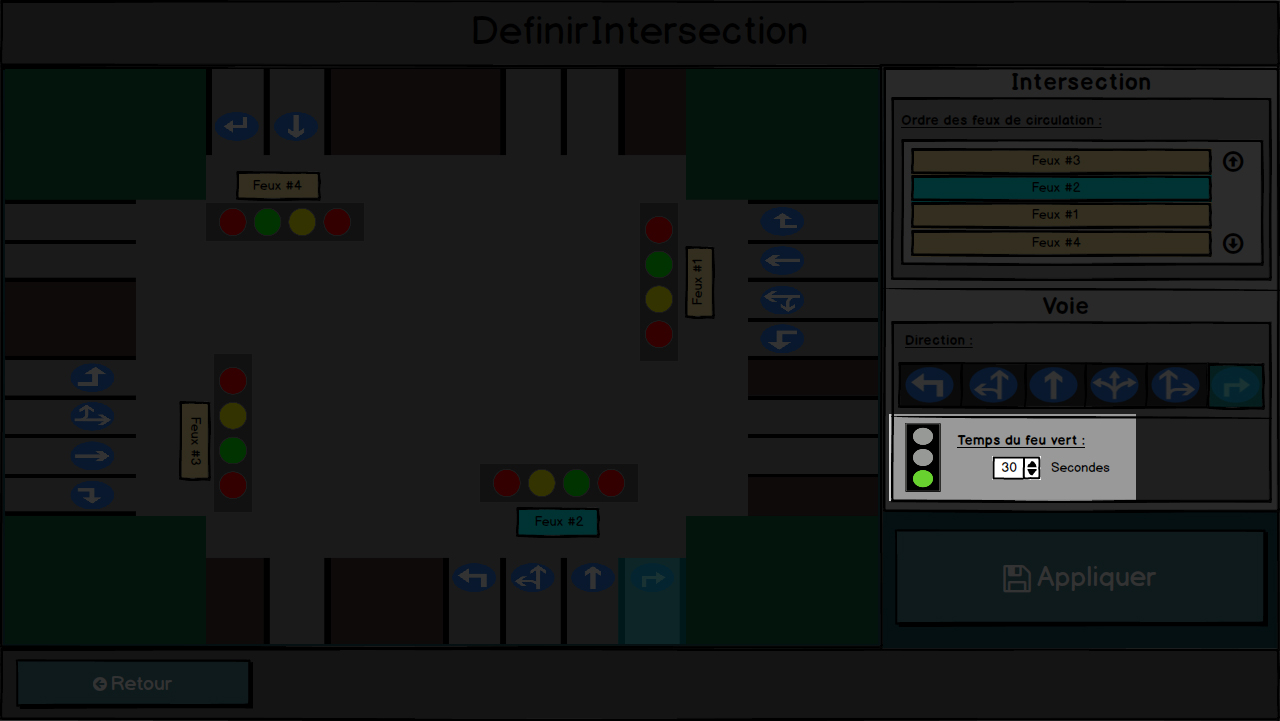 DefinirIntersection
Feux #4
Feux #1
Feux #3
Feux #2
Intersection
Ordre des feux de circulation :
Feux #3
Feux #2
Feux #1
Feux #4
Voie
Direction :
Temps du feu vert :
30 Secondes
Appliquer
Retour